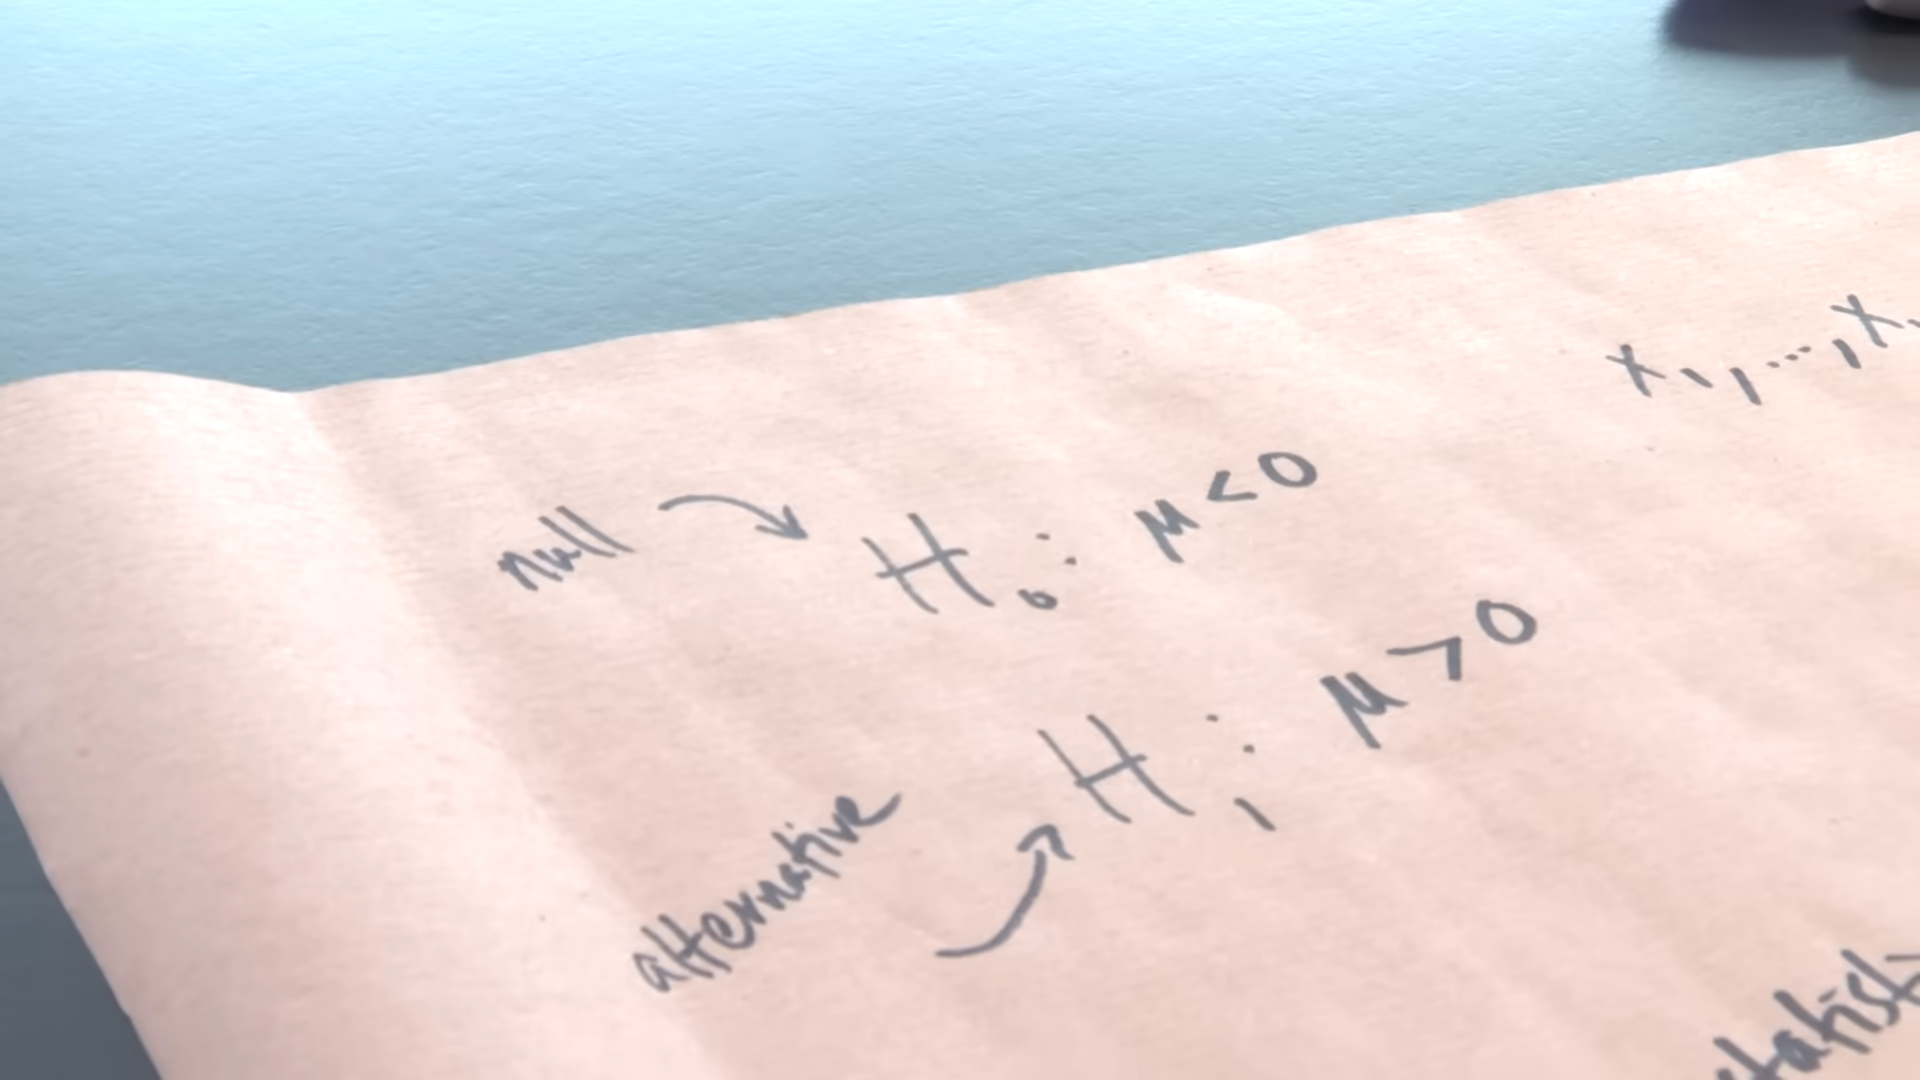 x₁,...,x
null → H₀: μ<0
H₁: μ>0
alternative